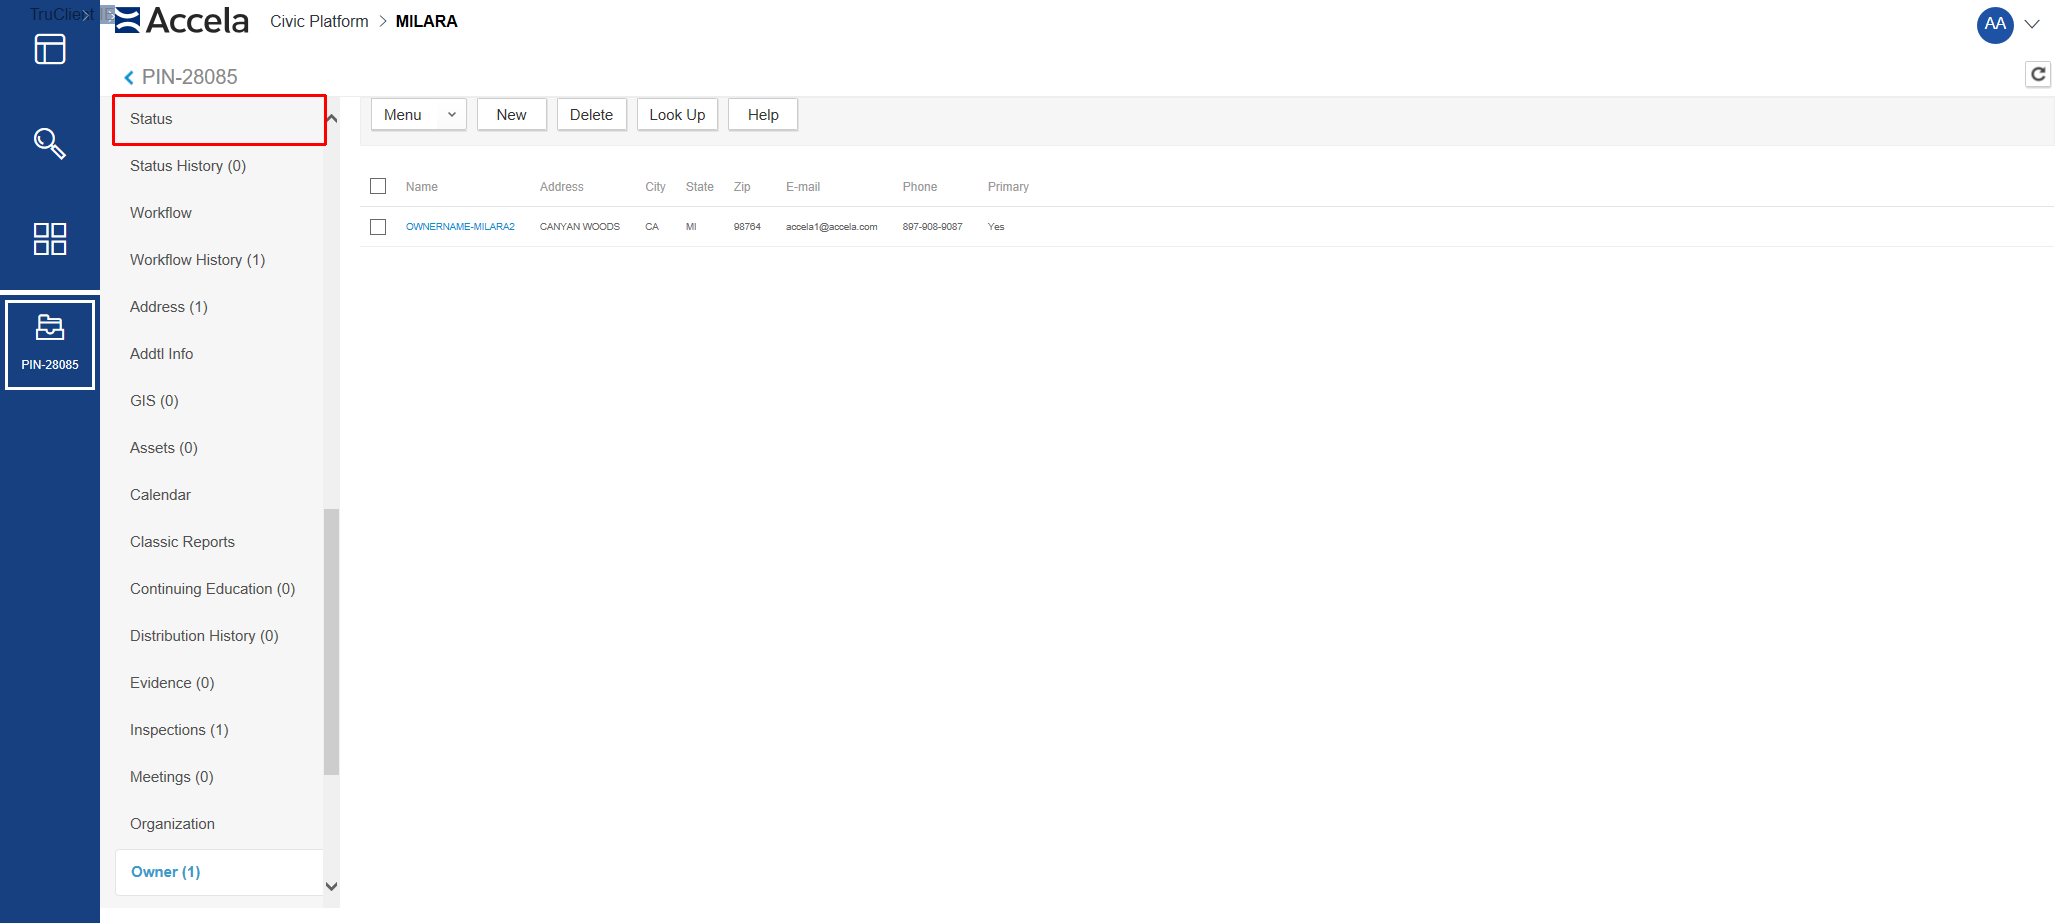 TruClient
Accela
Civic Platform > MILARA
AA
PIN-28085
Status
Status History (0)
Workflow
Workflow History (1)
Address (1)
Addtl Info
GIS (0)
Assets (0)
Calendar
Classic Reports
Continuing Education (0)
Distribution History (0)
Evidence (0)
Inspections (1)
Meetings (0)
Organization
Owner (1)
PIN-28085
Menu New Delete Look Up Help
Name Address City State Zip E-mail Phone Primary
OWNERNAME-MILARA2 CANYAN WOODS CA MI 98764 accela1@accela.com 897-908-9087 Yes